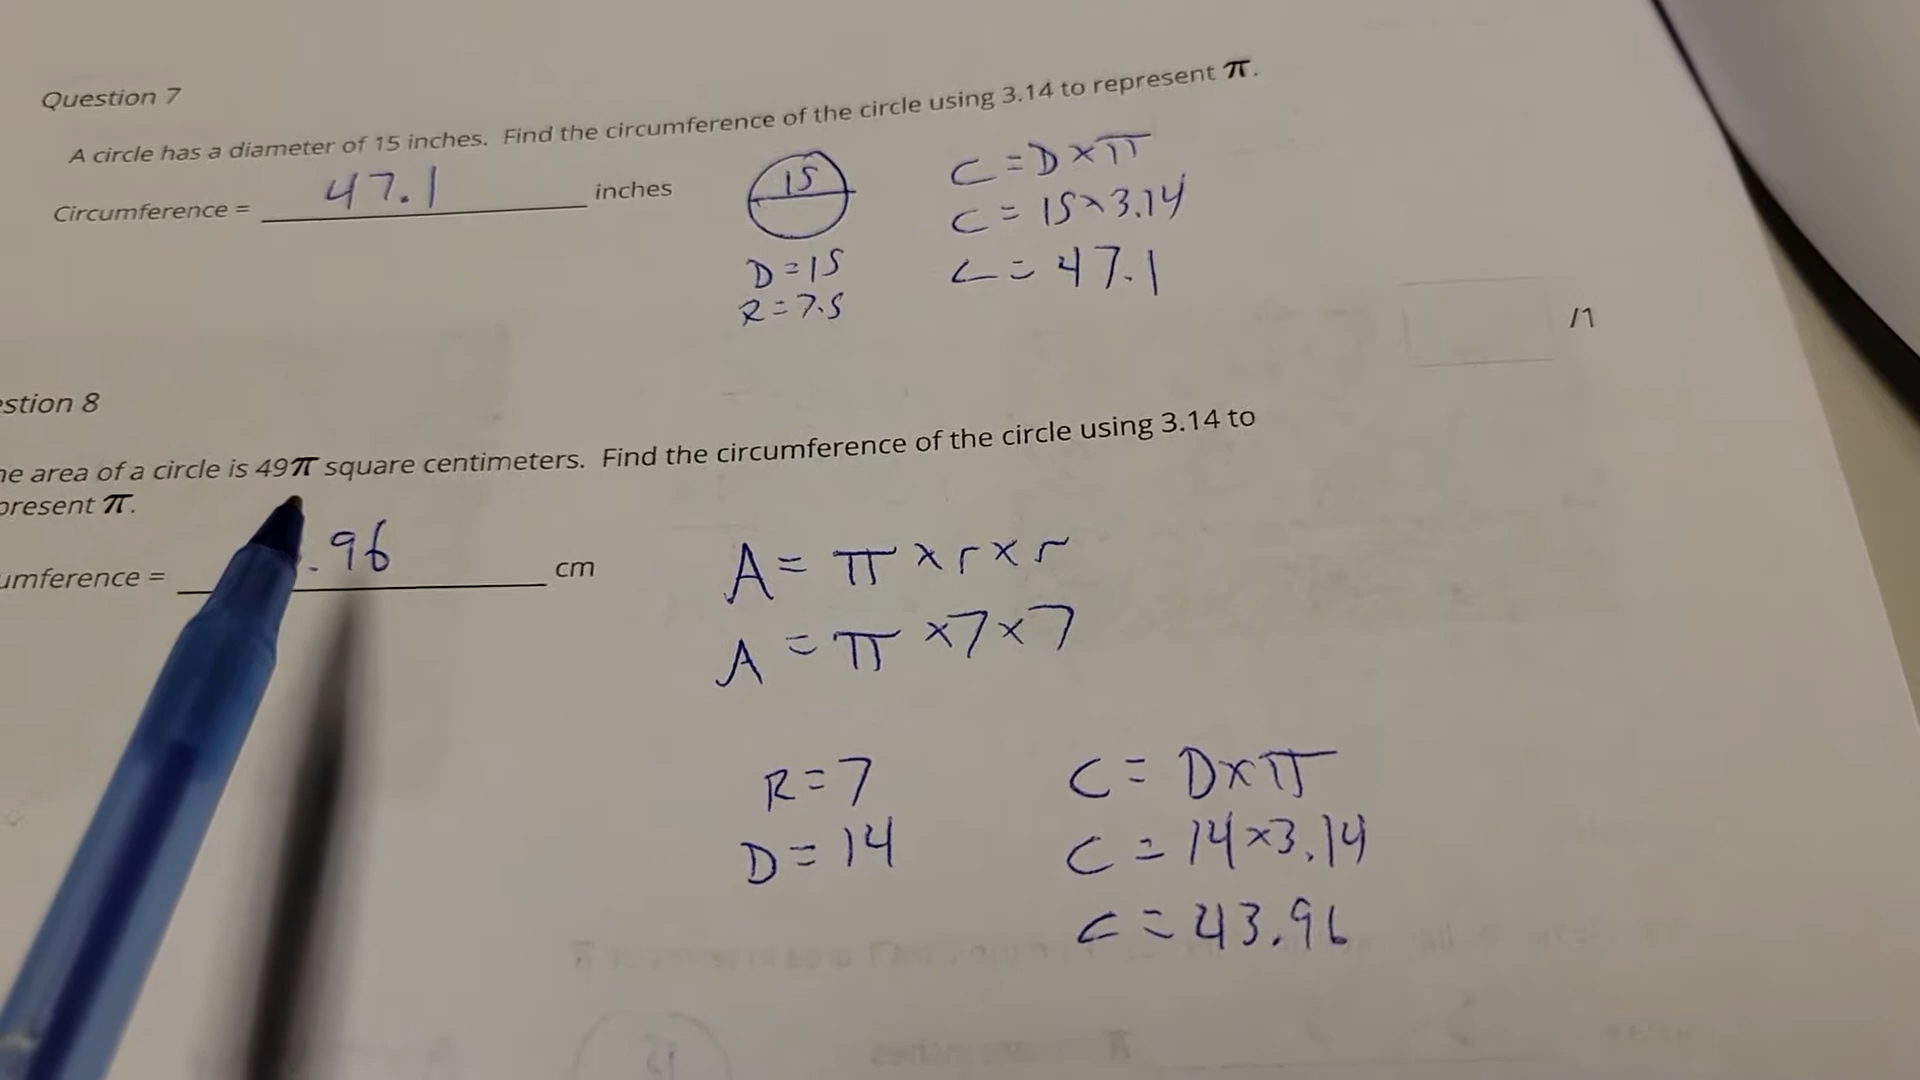 Question 7
A circle has a diameter of 15 inches. Find the circumference of the circle using 3.14 to represent π.
Circumference = 47.1 inches
15
D = 15
R = 7.5
C = D × π
C = 15 × 3.14
C = 47.1
/1
stion 8
he area of a circle is 49π square centimeters. Find the circumference of the circle using 3.14 to
present π.
umference = .96 cm
A = π × r × r
A = π × 7 × 7
R = 7
D = 14
C = D × π
C = 14 × 3.14
C = 43.96